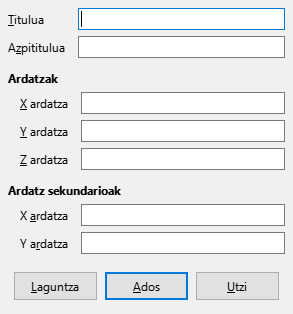 Titulua
Azpititulua
Ardatzak
X ardatza
Y ardatza
Z ardatza
Ardatz sekundarioak
X ardatza
Y ardatza
Laguntza Ados Utzi